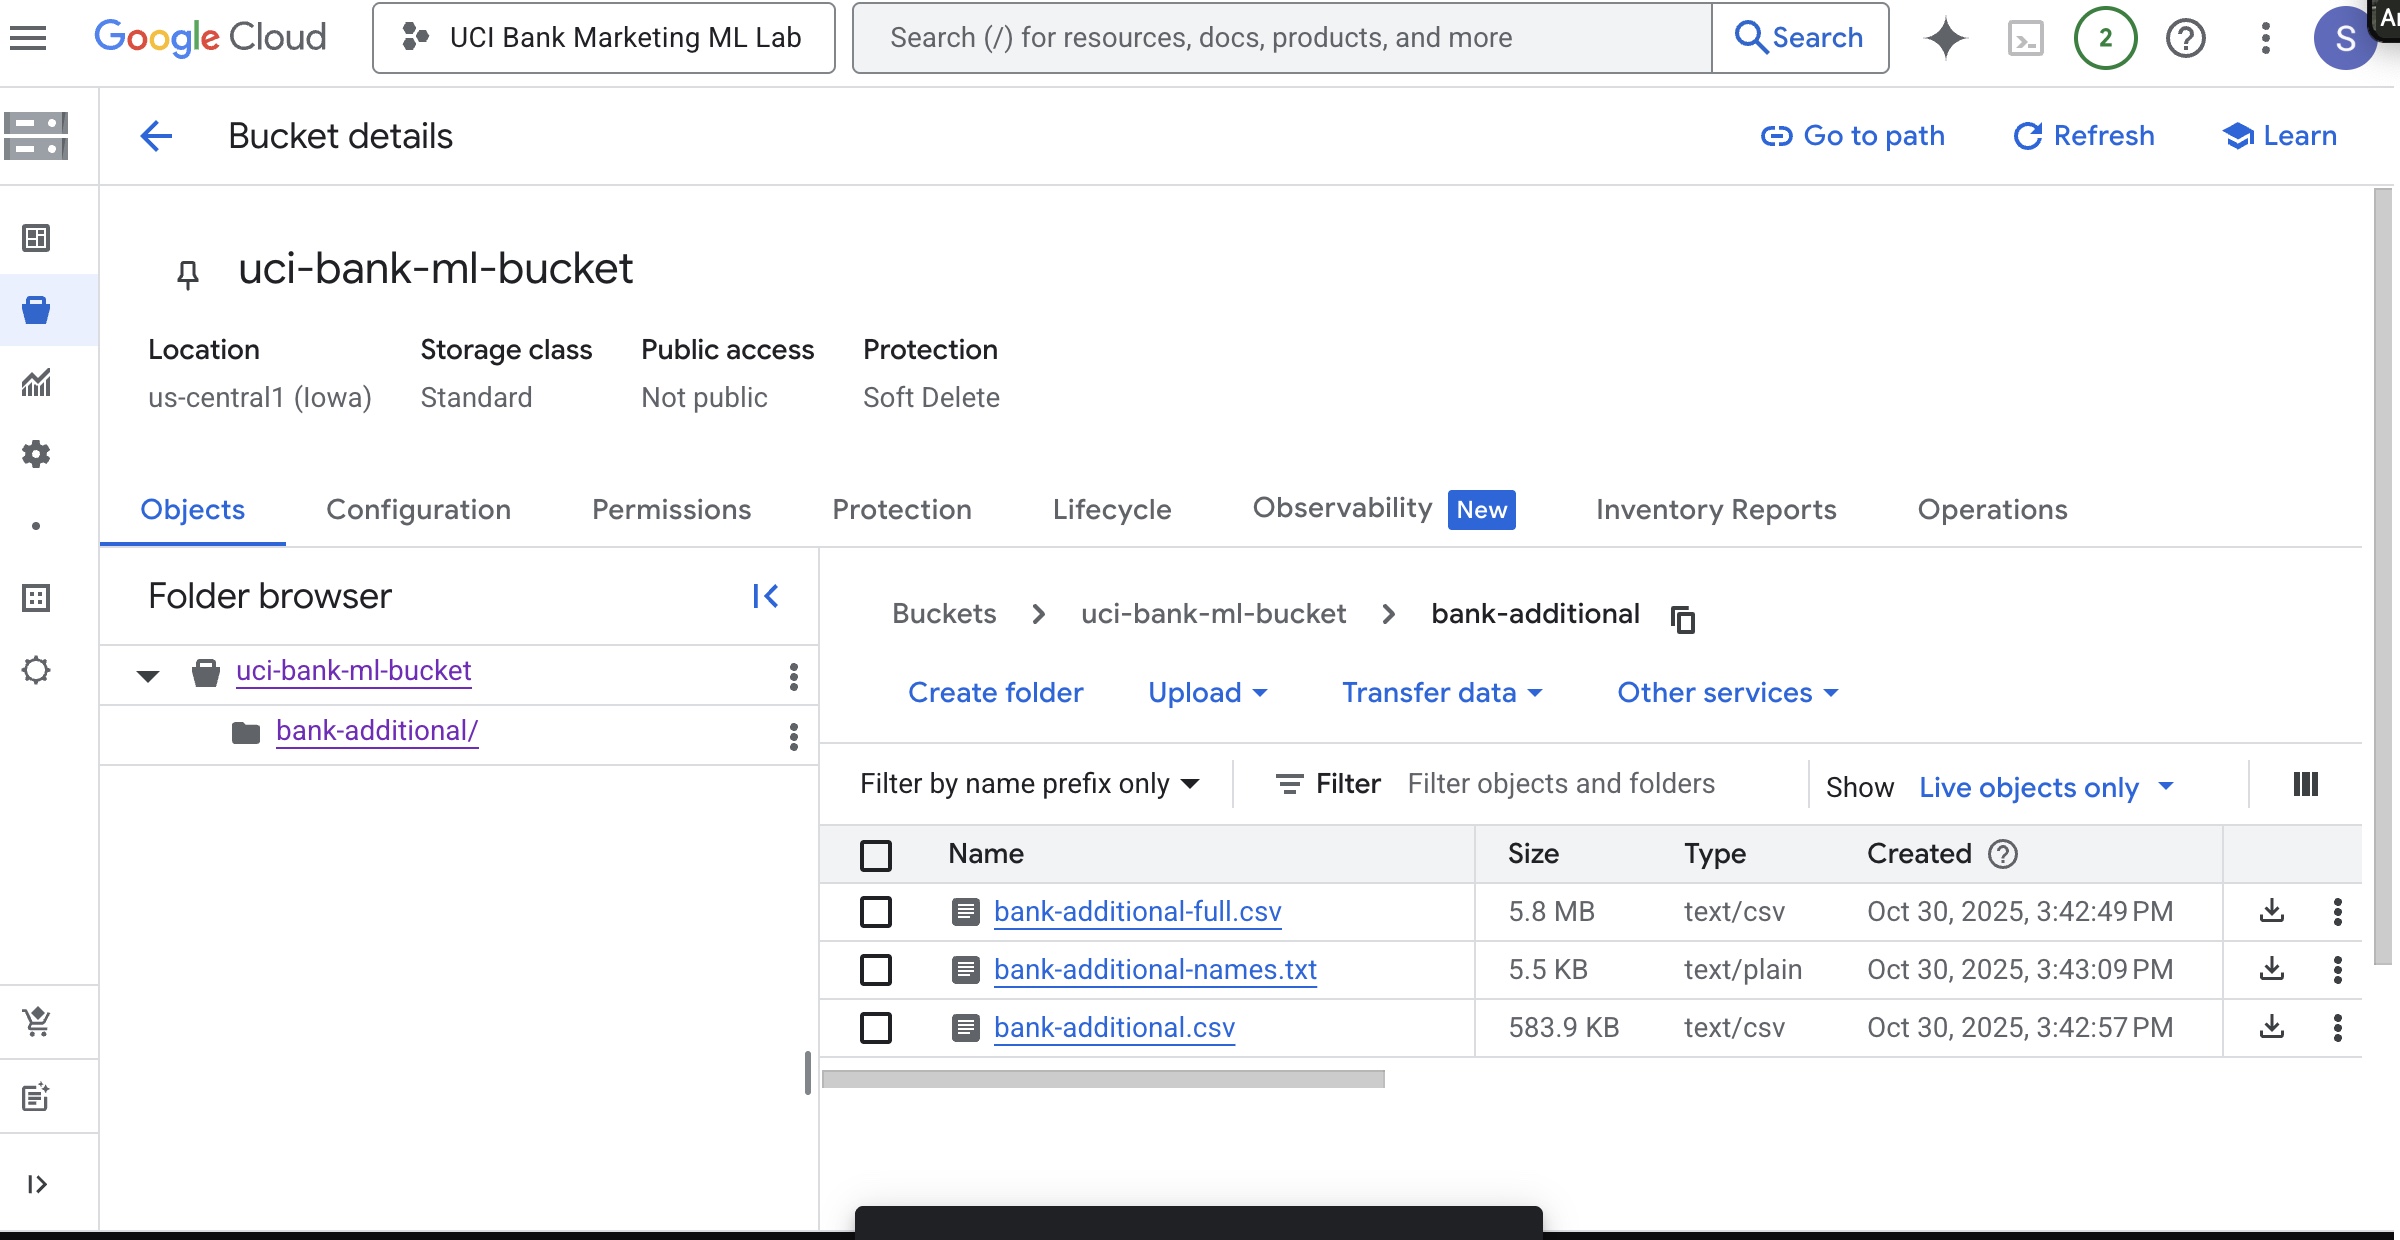 Google Cloud
UCI Bank Marketing ML Lab
Search (/) for resources, docs, products, and more
Search
2
S
Bucket details
Go to path
Refresh
Learn
uci-bank-ml-bucket
Location Storage class Public access Protection
us-central1 (Iowa) Standard Not public Soft Delete
Objects Configuration Permissions Protection Lifecycle Observability New Inventory Reports Operations
Folder browser
uci-bank-ml-bucket
bank-additional/
Buckets uci-bank-ml-bucket bank-additional
Create folder Upload Transfer data Other services
Filter by name prefix only Filter Filter objects and folders Show Live objects only
Name Size Type Created
bank-additional-full.csv 5.8 MB text/csv Oct 30, 2025, 3:42:49 PM
bank-additional-names.txt 5.5 KB text/plain Oct 30, 2025, 3:43:09 PM
bank-additional.csv 583.9 KB text/csv Oct 30, 2025, 3:42:57 PM